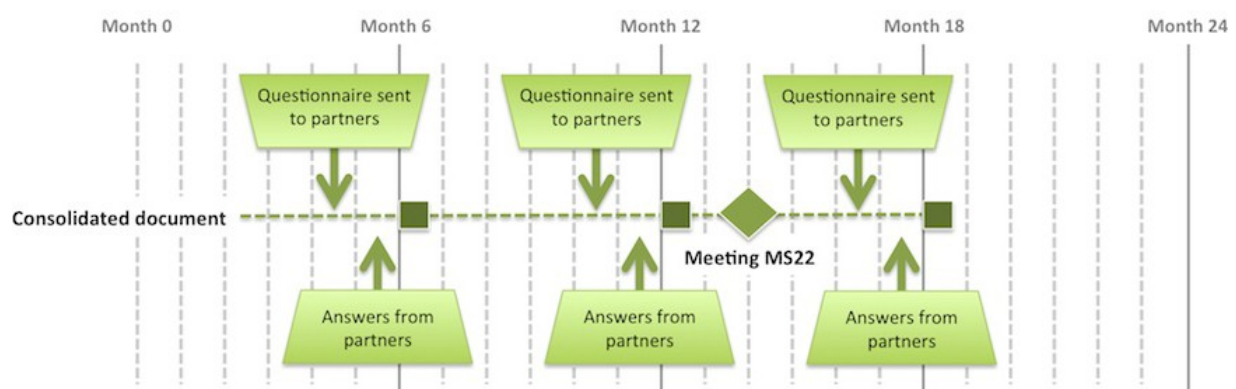 Month 0
Month 6
Month 12
Month 18
Month 24
Questionnaire sent
to partners
Questionnaire sent
to partners
Questionnaire sent
to partners
Consolidated document
Meeting MS22
Answers from
partners
Answers from
partners
Answers from
partners